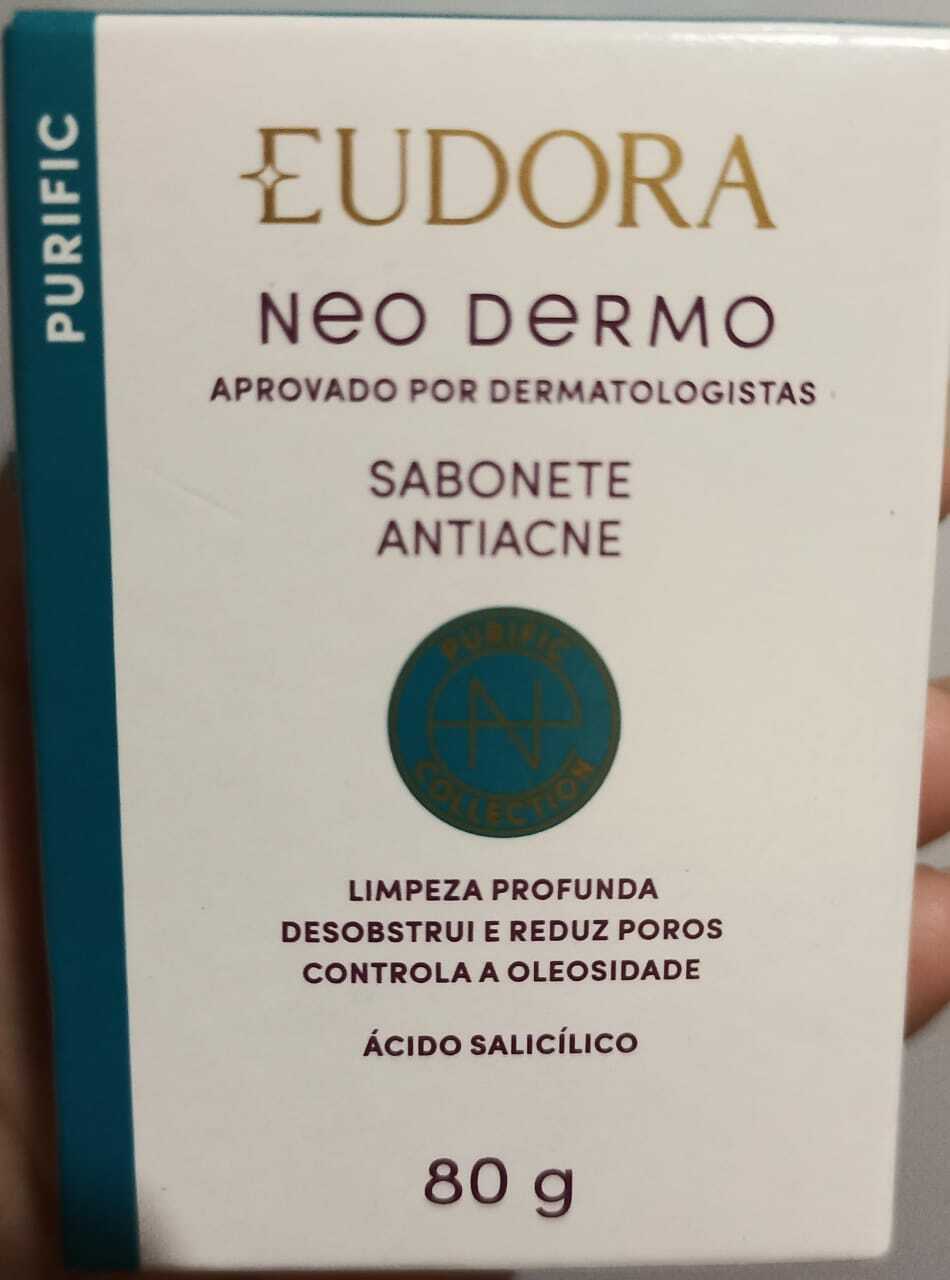 PURIFIC
EUDORA
Neo Dermo
APROVADO POR DERMATOLOGISTAS
SABONETE
ANTIACNE
PURIFIC
COLLECTION
LIMPEZA PROFUNDA
DESOBSTRUI E REDUZ POROS
CONTROLA A OLEOSIDADE
ÁCIDO SALICÍLICO
80 g